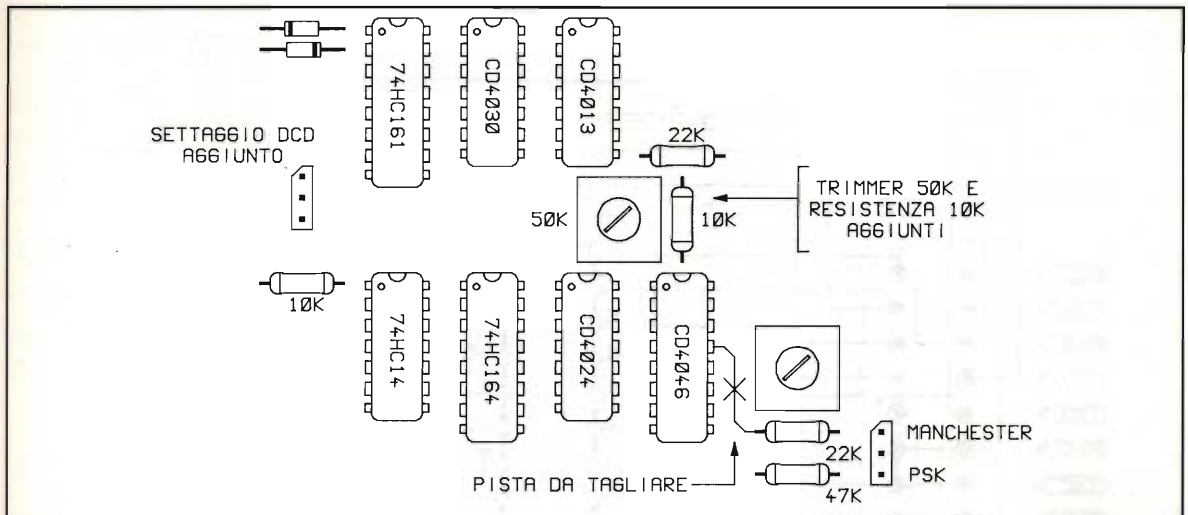 74HC161
CD4030
CD4013
SETTAGGIO DCD
AGGIUNTO
22K
50K
10K
TRIMMER 50K E
RESISTENZA 10K
AGGIUNTI
10K
74HC14
74HC164
CD4024
CD4046
MANCHESTER
22K
PSK
PISTA DA TAGLIARE
47K